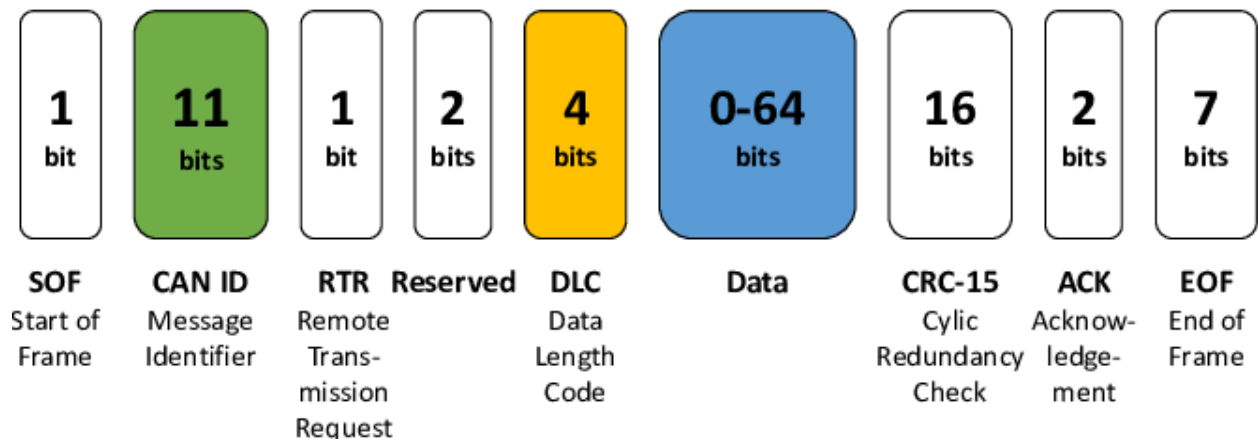 1 11 1 2 4 0-64 16 2 7
bit bits bit bits bits bits bits bits bits
SOF CAN ID RTR Reserved DLC Data CRC-15 ACK EOF
Start of Message Remote Data Cylic Acknow- End of
Frame Identifier Trans- Length Redundancy ledge- Frame
mission Code Check ment
Request